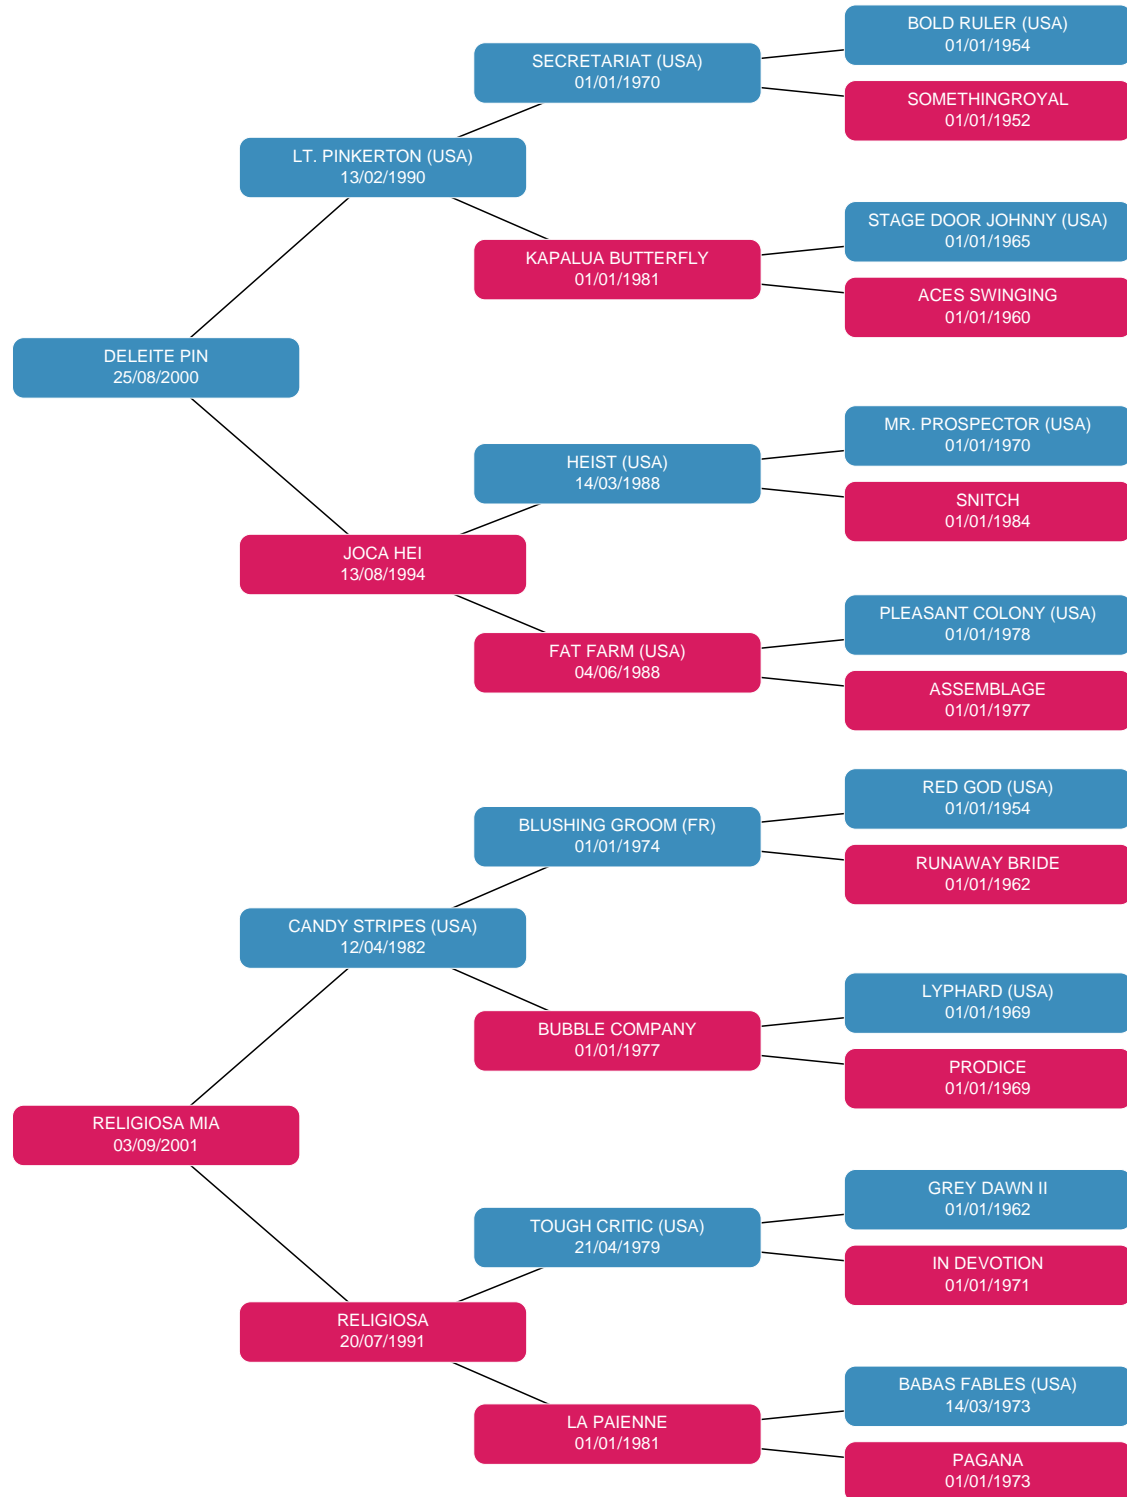 BOLD RULER (USA)
01/01/1954
SECRETARIAT (USA)
01/01/1970
SOMETHINGROYAL
01/01/1952
LT. PINKERTON (USA)
13/02/1990
STAGE DOOR JOHNNY (USA)
01/01/1965
KAPALUA BUTTERFLY
01/01/1981
ACES SWINGING
01/01/1960
DELEITE PIN
25/08/2000
MR. PROSPECTOR (USA)
01/01/1970
HEIST (USA)
14/03/1988
SNITCH
01/01/1984
JOCA HEI
13/08/1994
PLEASANT COLONY (USA)
01/01/1978
FAT FARM (USA)
04/06/1988
ASSEMBLAGE
01/01/1977
RED GOD (USA)
01/01/1954
BLUSHING GROOM (FR)
01/01/1974
RUNAWAY BRIDE
01/01/1962
CANDY STRIPES (USA)
12/04/1982
LYPHARD (USA)
01/01/1969
BUBBLE COMPANY
01/01/1977
PRODICE
01/01/1969
RELIGIOSA MIA
03/09/2001
GREY DAWN II
01/01/1962
TOUGH CRITIC (USA)
21/04/1979
IN DEVOTION
01/01/1971
RELIGIOSA
20/07/1991
BABAS FABLES (USA)
14/03/1973
LA PAIENNE
01/01/1981
PAGANA
01/01/1973